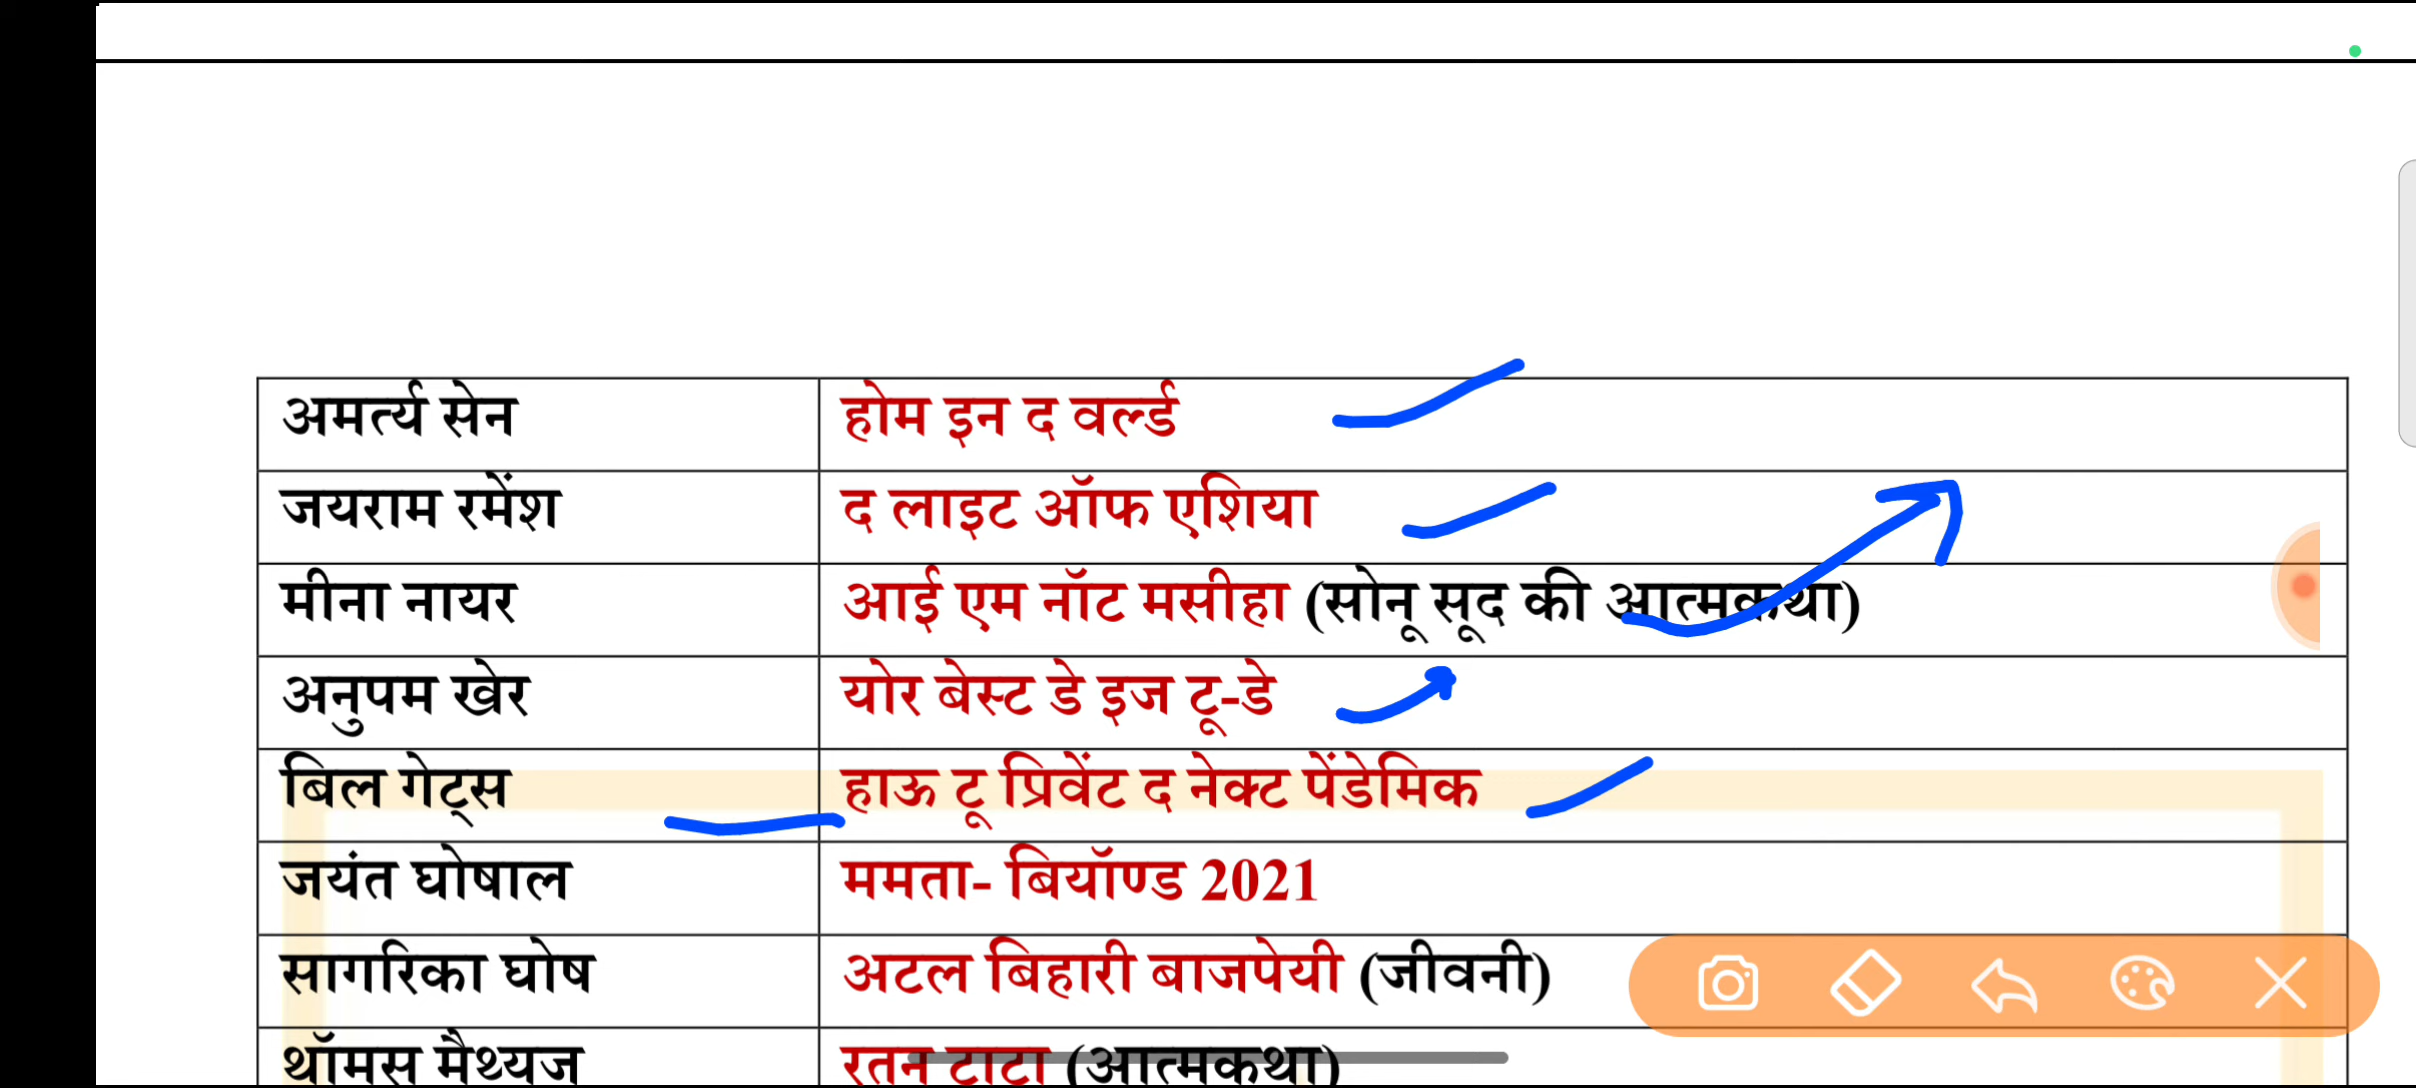 अमर्त्य सेन होम इन द वर्ल्ड
जयराम रमेंश द लाइट ऑफ एशिया
मीना नायर आई एम नॉट मसीहा (सोनू सूद की आत्मकथा)
अनुपम खेर योर बेस्ट डे इज टू-डे
बिल गेट्स हाऊ टू प्रिवेंट द नेक्ट पेंडेमिक
जयंत घोषाल ममता- बियॉण्ड 2021
सागरिका घोष अटल बिहारी बाजपेयी (जीवनी)
थॉमस मैथ्यज रतन टाटा (आत्मकथा)